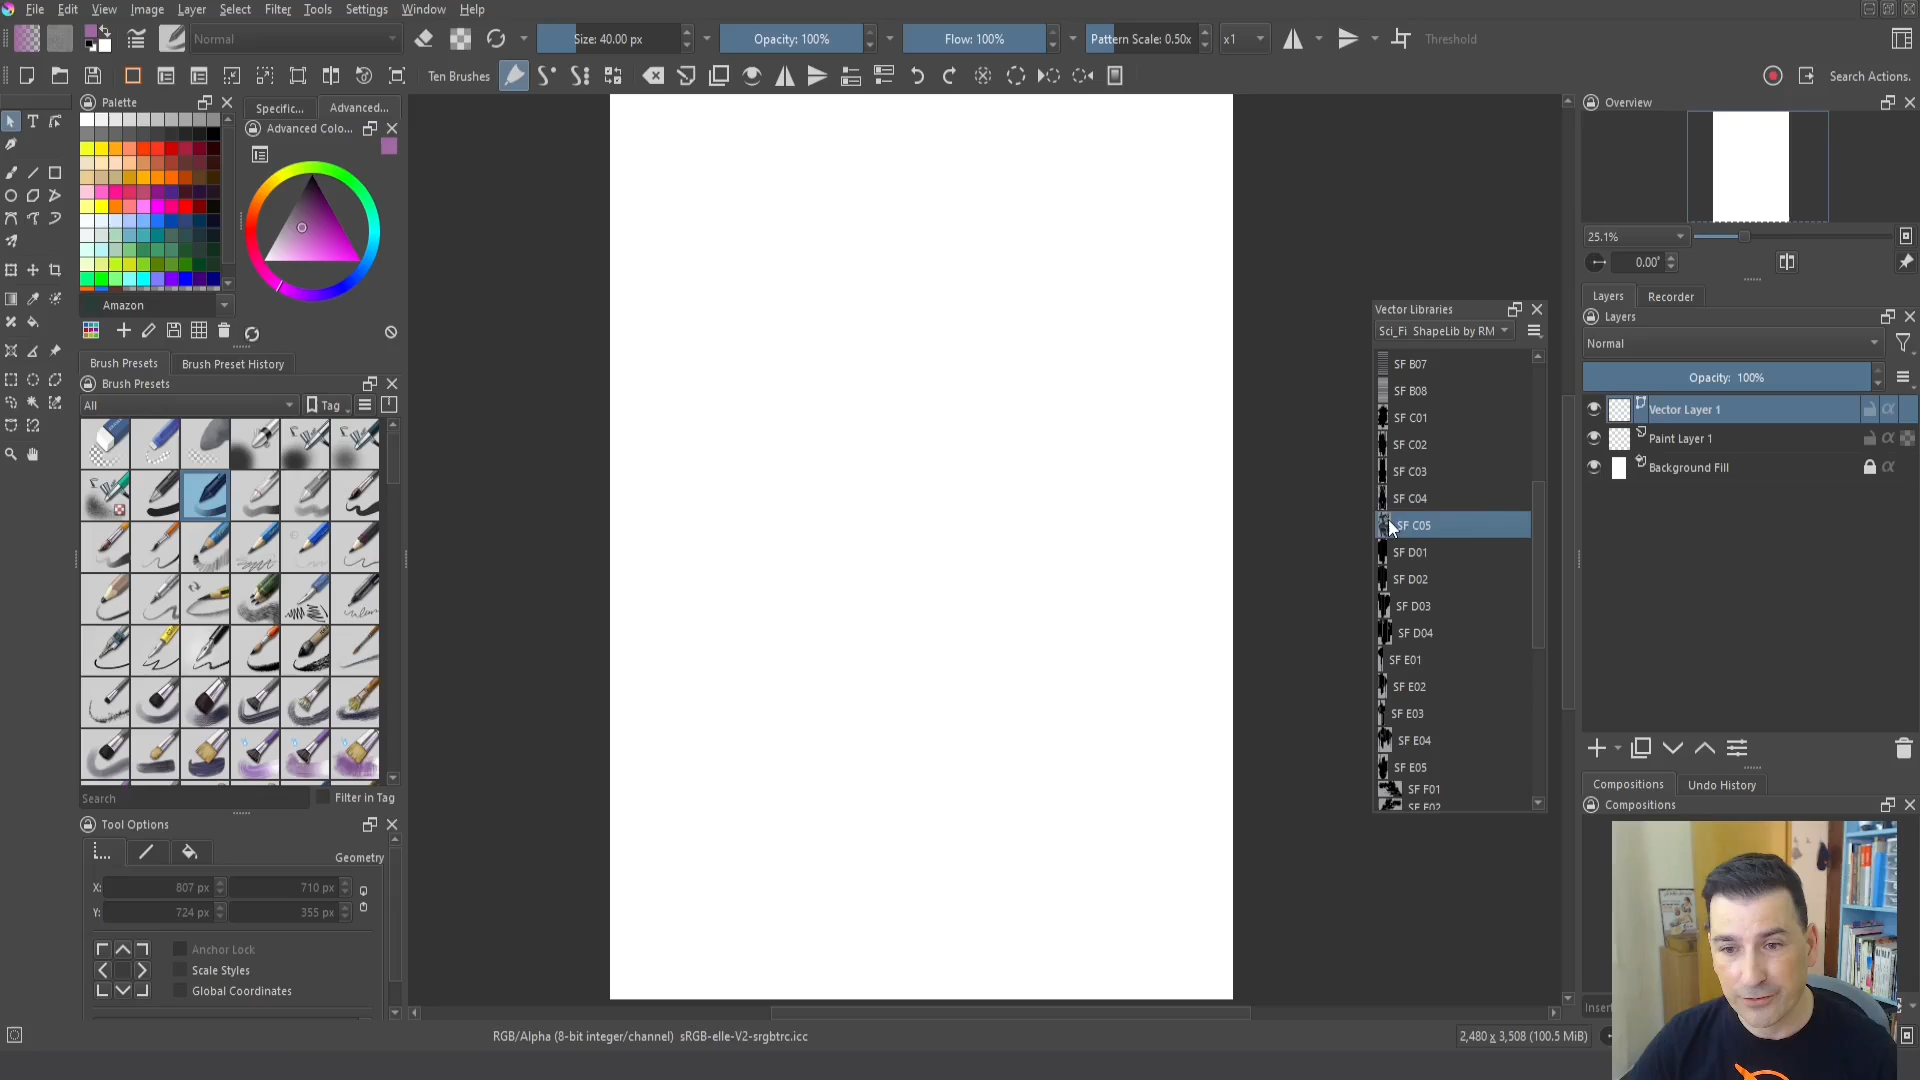 File Edit View Image Layer Select Filter Tools Settings Window Help
Normal
Size: 40.00 px
Opacity: 100%
Flow: 100%
Pattern Scale: 0.50x
x1
Threshold
Ten Brushes
Search Actions.
Palette
Specific...
Advanced...
Advanced Colo...
Amazon
Brush Presets
Brush Preset History
Brush Presets
All
Tag
Search
Filter in Tag
Tool Options
Geometry
X:
807 px
710 px
Y:
724 px
355 px
Anchor Lock
Scale Styles
Global Coordinates
RGB/Alpha (8-bit integer/channel) sRGB-elle-V2-srgbtrc.icc
2,480 x 3,508 (100.5 MiB)
Vector Libraries
Sci_Fi ShapeLib by RM
SF B07
SF B08
SF C01
SF C02
SF C03
SF C04
SF C05
SF D01
SF D02
SF D03
SF D04
SF E01
SF E02
SF E03
SF E04
SF E05
SF F01
SF F02
Overview
25.1%
0.00°
Layers
Recorder
Layers
Normal
Opacity: 100%
Vector Layer 1
Paint Layer 1
Background Fill
Compositions
Undo History
Compositions